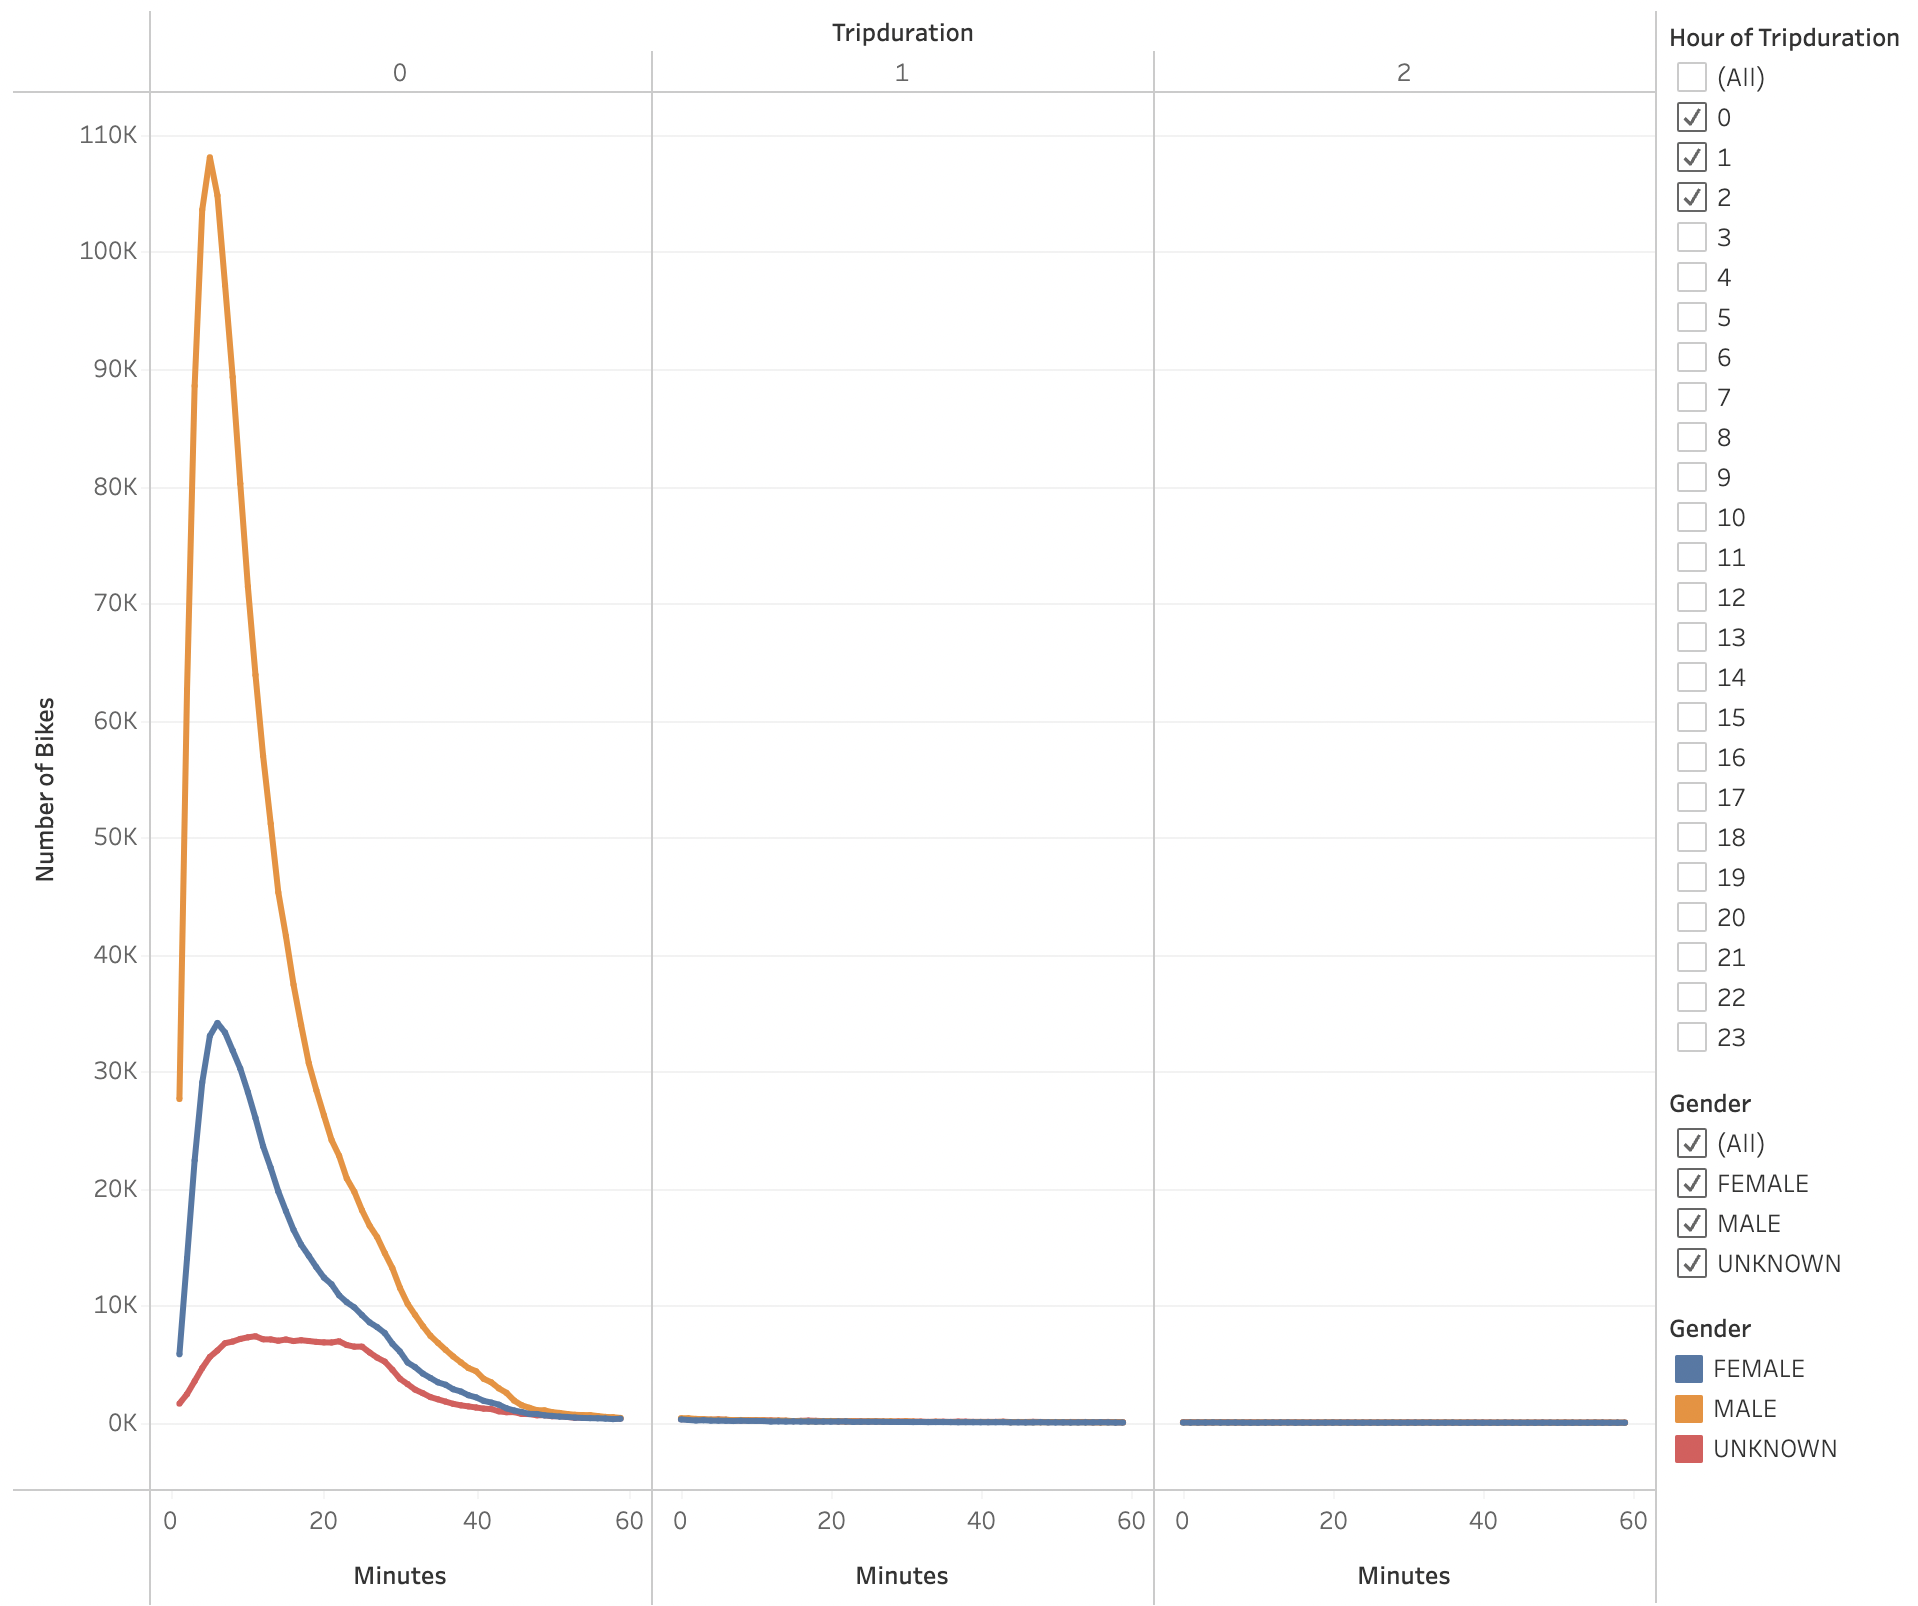 Tripduration
0 1 2
110K
100K
90K
80K
70K
60K
50K
40K
30K
20K
10K
0K
Number of Bikes
0 20 40 60 0 20 40 60 0 20 40 60
Minutes Minutes Minutes
Hour of Tripduration
(All)
0
1
2
3
4
5
6
7
8
9
10
11
12
13
14
15
16
17
18
19
20
21
22
23
Gender
(All)
FEMALE
MALE
UNKNOWN
Gender
FEMALE
MALE
UNKNOWN